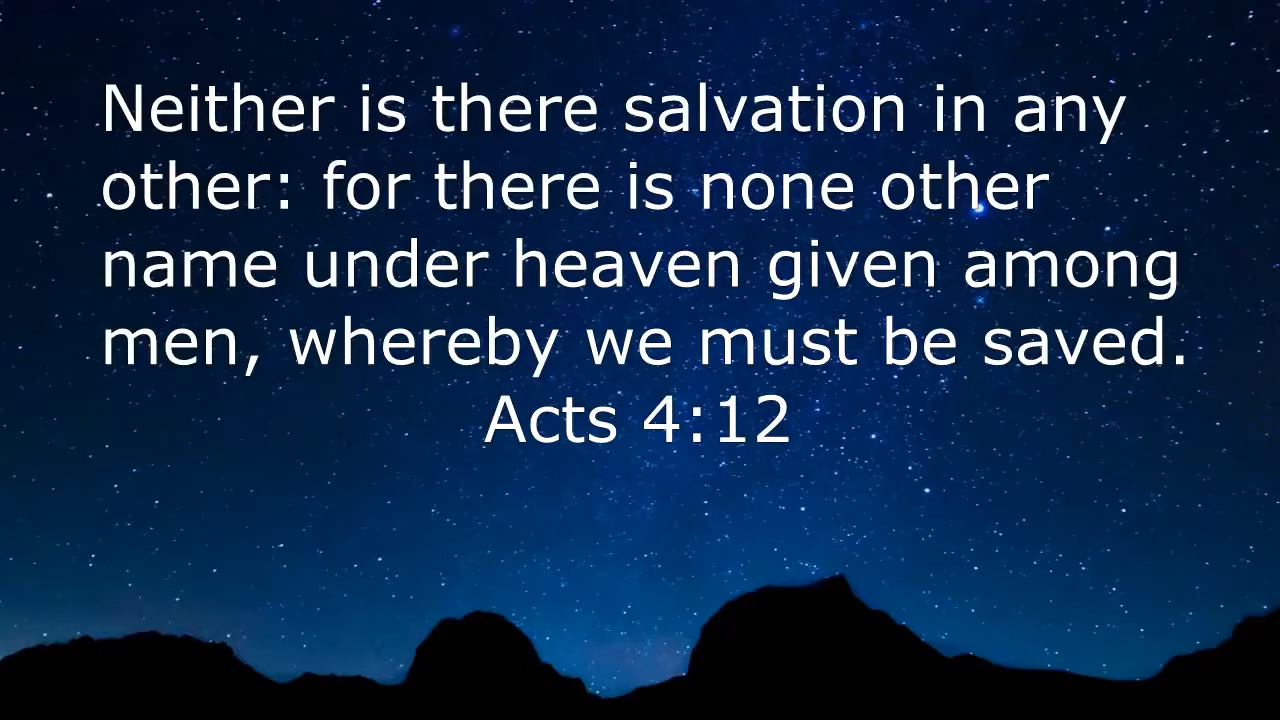 Neither is there salvation in any
other: for there is none other
name under heaven given among
men, whereby we must be saved.
Acts 4:12